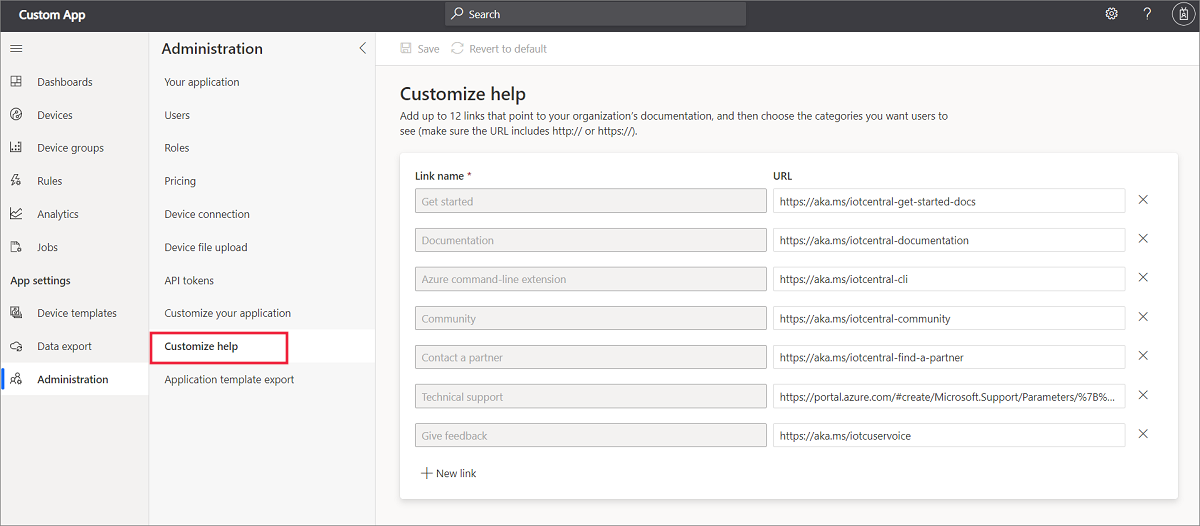 Custom App
Search
?
Dashboards
Devices
Device groups
Rules
Analytics
Jobs
App settings
Device templates
Data export
Administration
Administration
Your application
Users
Roles
Pricing
Device connection
Device file upload
API tokens
Customize your application
Customize help
Application template export
Save
Revert to default
Customize help
Add up to 12 links that point to your organization's documentation, and then choose the categories you want users to
see (make sure the URL includes http:// or https://).
Link name * URL
Get started https://aka.ms/iotcentral-get-started-docs
Documentation https://aka.ms/iotcentral-documentation
Azure command-line extension https://aka.ms/iotcentral-cli
Community https://aka.ms/iotcentral-community
Contact a partner https://aka.ms/iotcentral-find-a-partner
Technical support https://portal.azure.com/#create/Microsoft.Support/Parameters/%7B%...
Give feedback https://aka.ms/iotcuservoice
New link